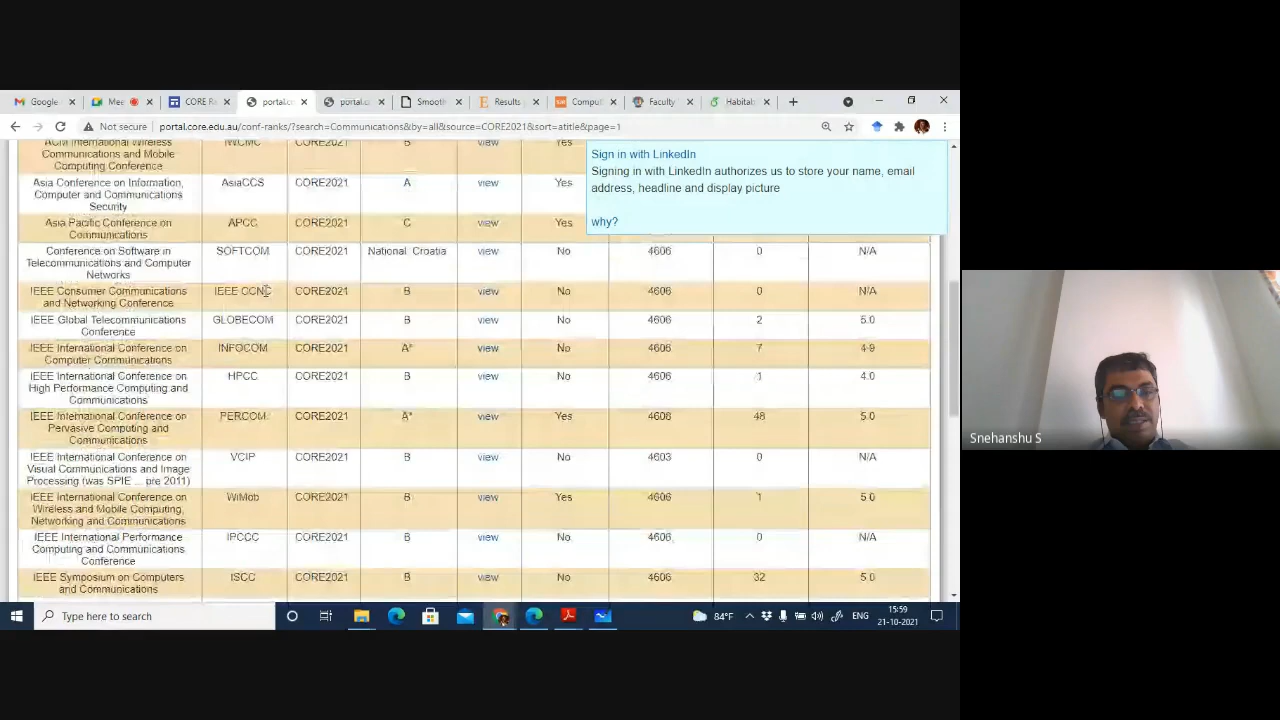 Google
Mee
CORE R
portal.c
portal.c
Smooth
Results
Comput
Faculty
Habitab
Not secure
portal.core.edu.au/conf-ranks/?search=Communications&by=all&source=CORE2021&sort=atitle&page=1
Sign in with LinkedIn
Signing in with LinkedIn authorizes us to store your name, email
address, headline and display picture
why?
ACM International Wireless
Communications and Mobile
Computing Conference
IWCMC CORE2021 B view Yes
Asia Conference on Information,
Computer and Communications
Security
AsiaCCS CORE2021 A view Yes
Asia Pacific Conference on
Communications
APCC CORE2021 C view Yes
Conference on Software in
Telecommunications and Computer
Networks
SOFTCOM CORE2021 National: Croatia view No 4606 0 N/A
IEEE Consumer Communications
and Networking Conference
IEEE CCNC CORE2021 B view No 4606 0 N/A
IEEE Global Telecommunications
Conference
GLOBECOM CORE2021 B view No 4606 2 5.0
IEEE International Conference on
Computer Communications
INFOCOM CORE2021 A* view No 4606 7 4.9
IEEE International Conference on
High Performance Computing and
Communications
HPCC CORE2021 B view No 4606 1 4.0
IEEE International Conference on
Pervasive Computing and
Communications
PERCOM CORE2021 A* view Yes 4606 48 5.0
IEEE International Conference on
Visual Communications and Image
Processing (was SPIE ... pre 2011)
VCIP CORE2021 B view No 4603 0 N/A
IEEE International Conference on
Wireless and Mobile Computing,
Networking and Communications
WiMob CORE2021 B view Yes 4606 1 5.0
IEEE International Performance
Computing and Communications
Conference
IPCCC CORE2021 B view No 4606, 0 N/A
IEEE Symposium on Computers
and Communications
ISCC CORE2021 B view No 4606 32 5.0
Type here to search
84°F
ENG
15:59
21-10-2021
Snehanshu S